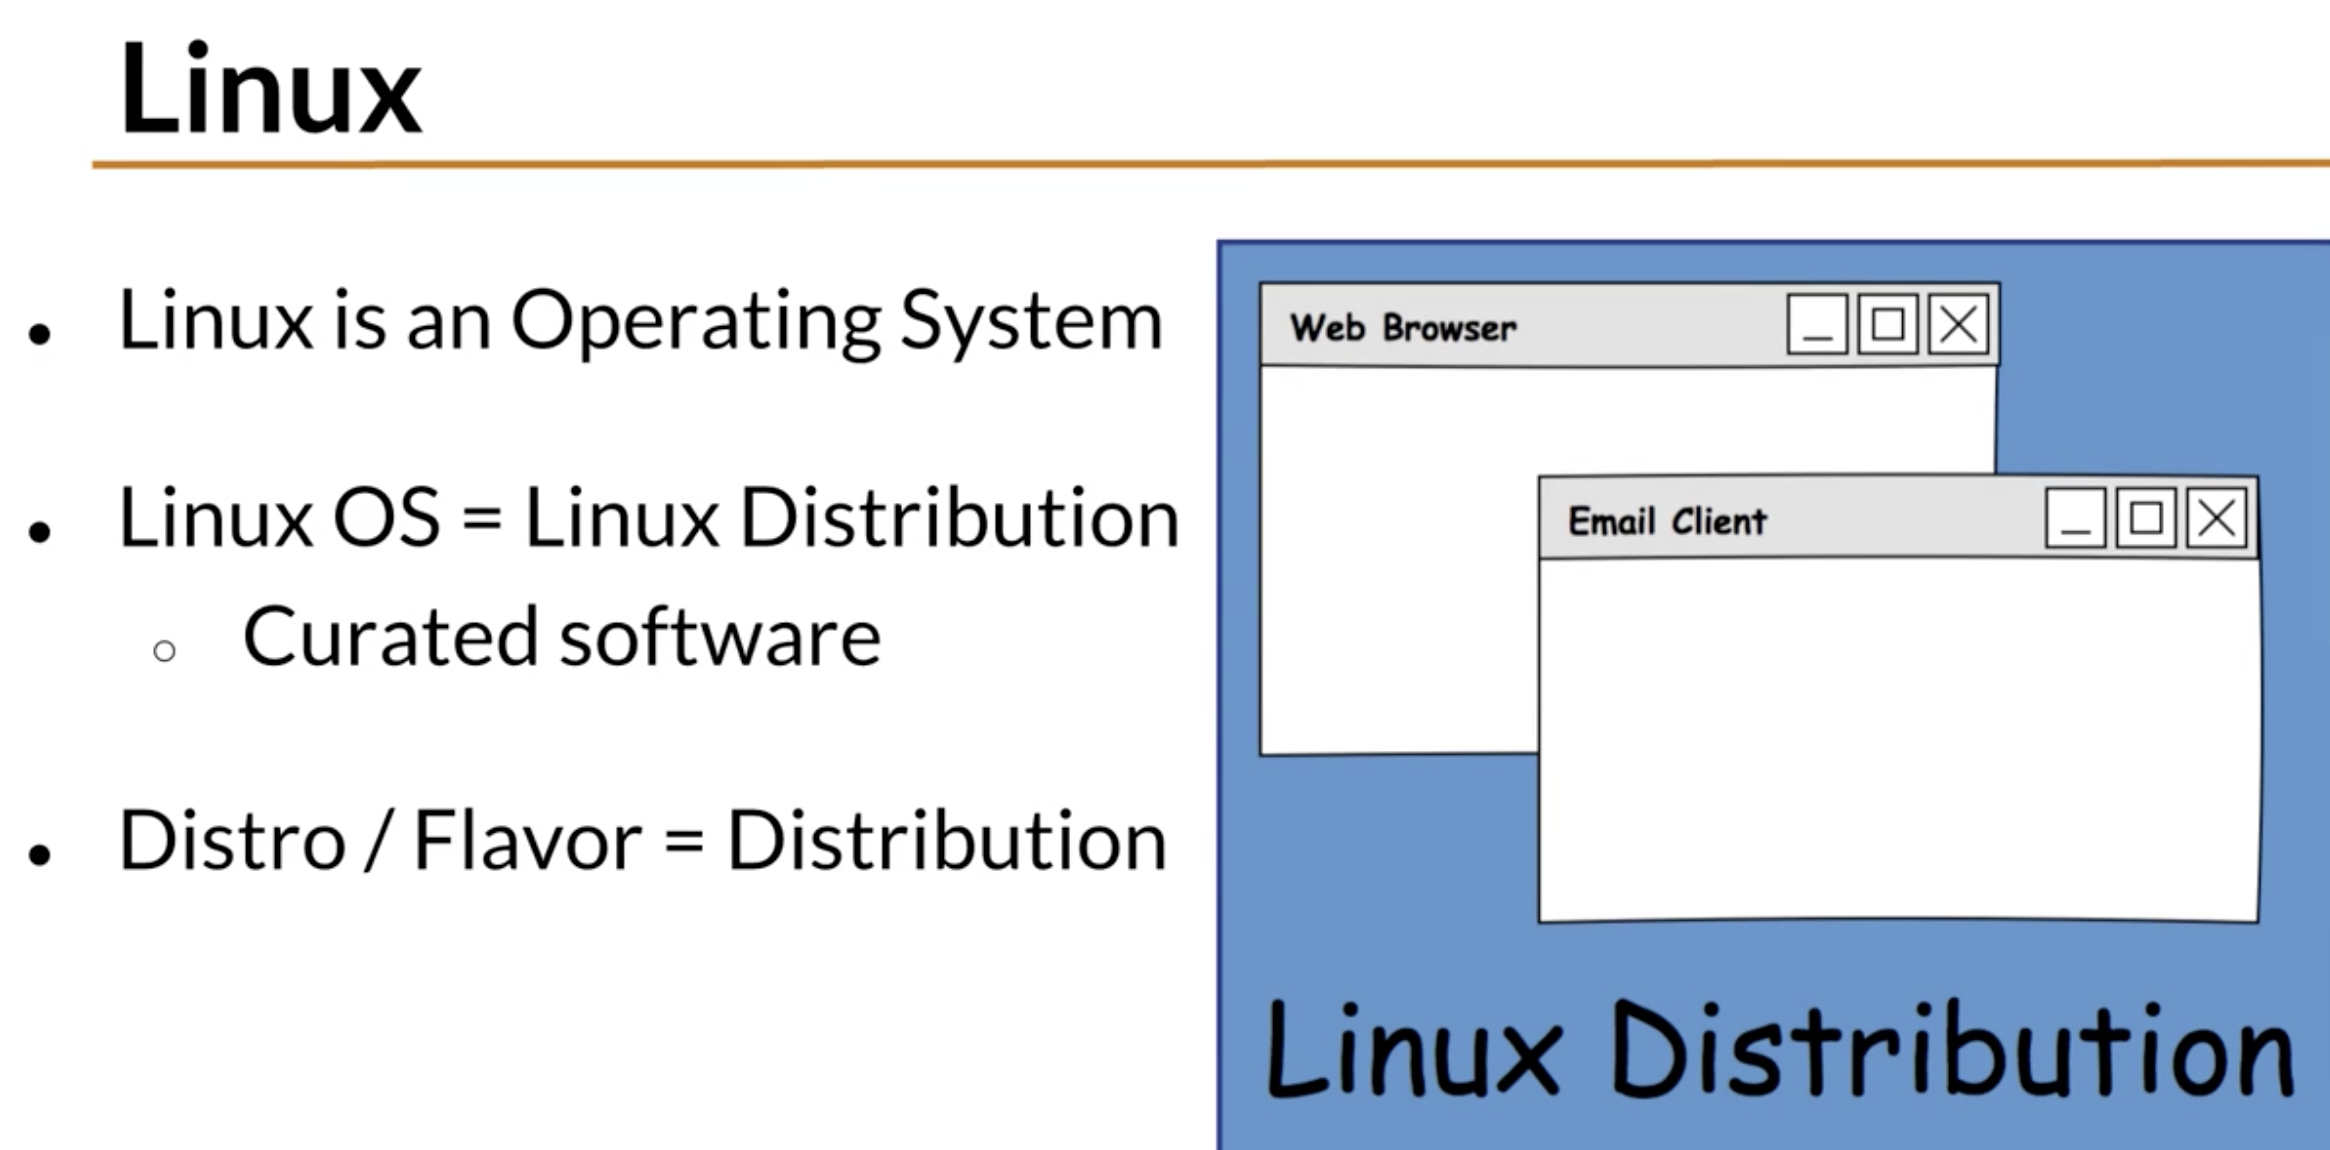 Linux
• Linux is an Operating System
• Linux OS = Linux Distribution
○ Curated software
• Distro / Flavor = Distribution
Web Browser
Email Client
Linux Distribution